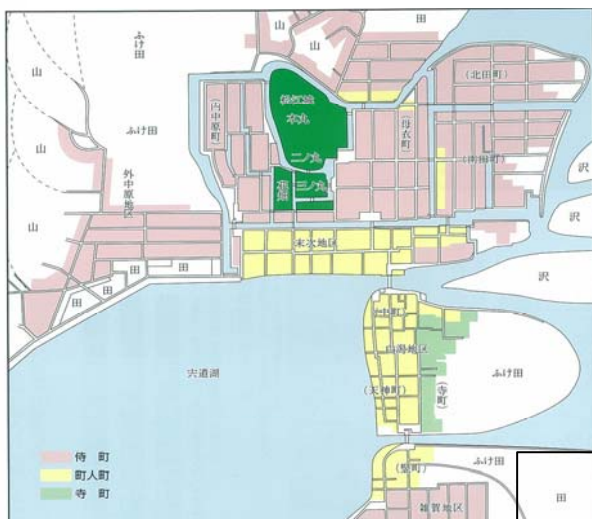 田
山
ふけ田
山
(北田町)
山
松江城
本丸
(内中原町)
(母衣町)
ふけ田
(南田町)
山
二ノ丸
沢
外中原地区
三ノ丸
山
沢
末次地区
田
田
田
沢
田
白潟地区
宍道湖
ふけ田
(天神町)
(寺町)
侍 町
町人町
寺 町
(竪町)
ふけ田
田
雑賀地区